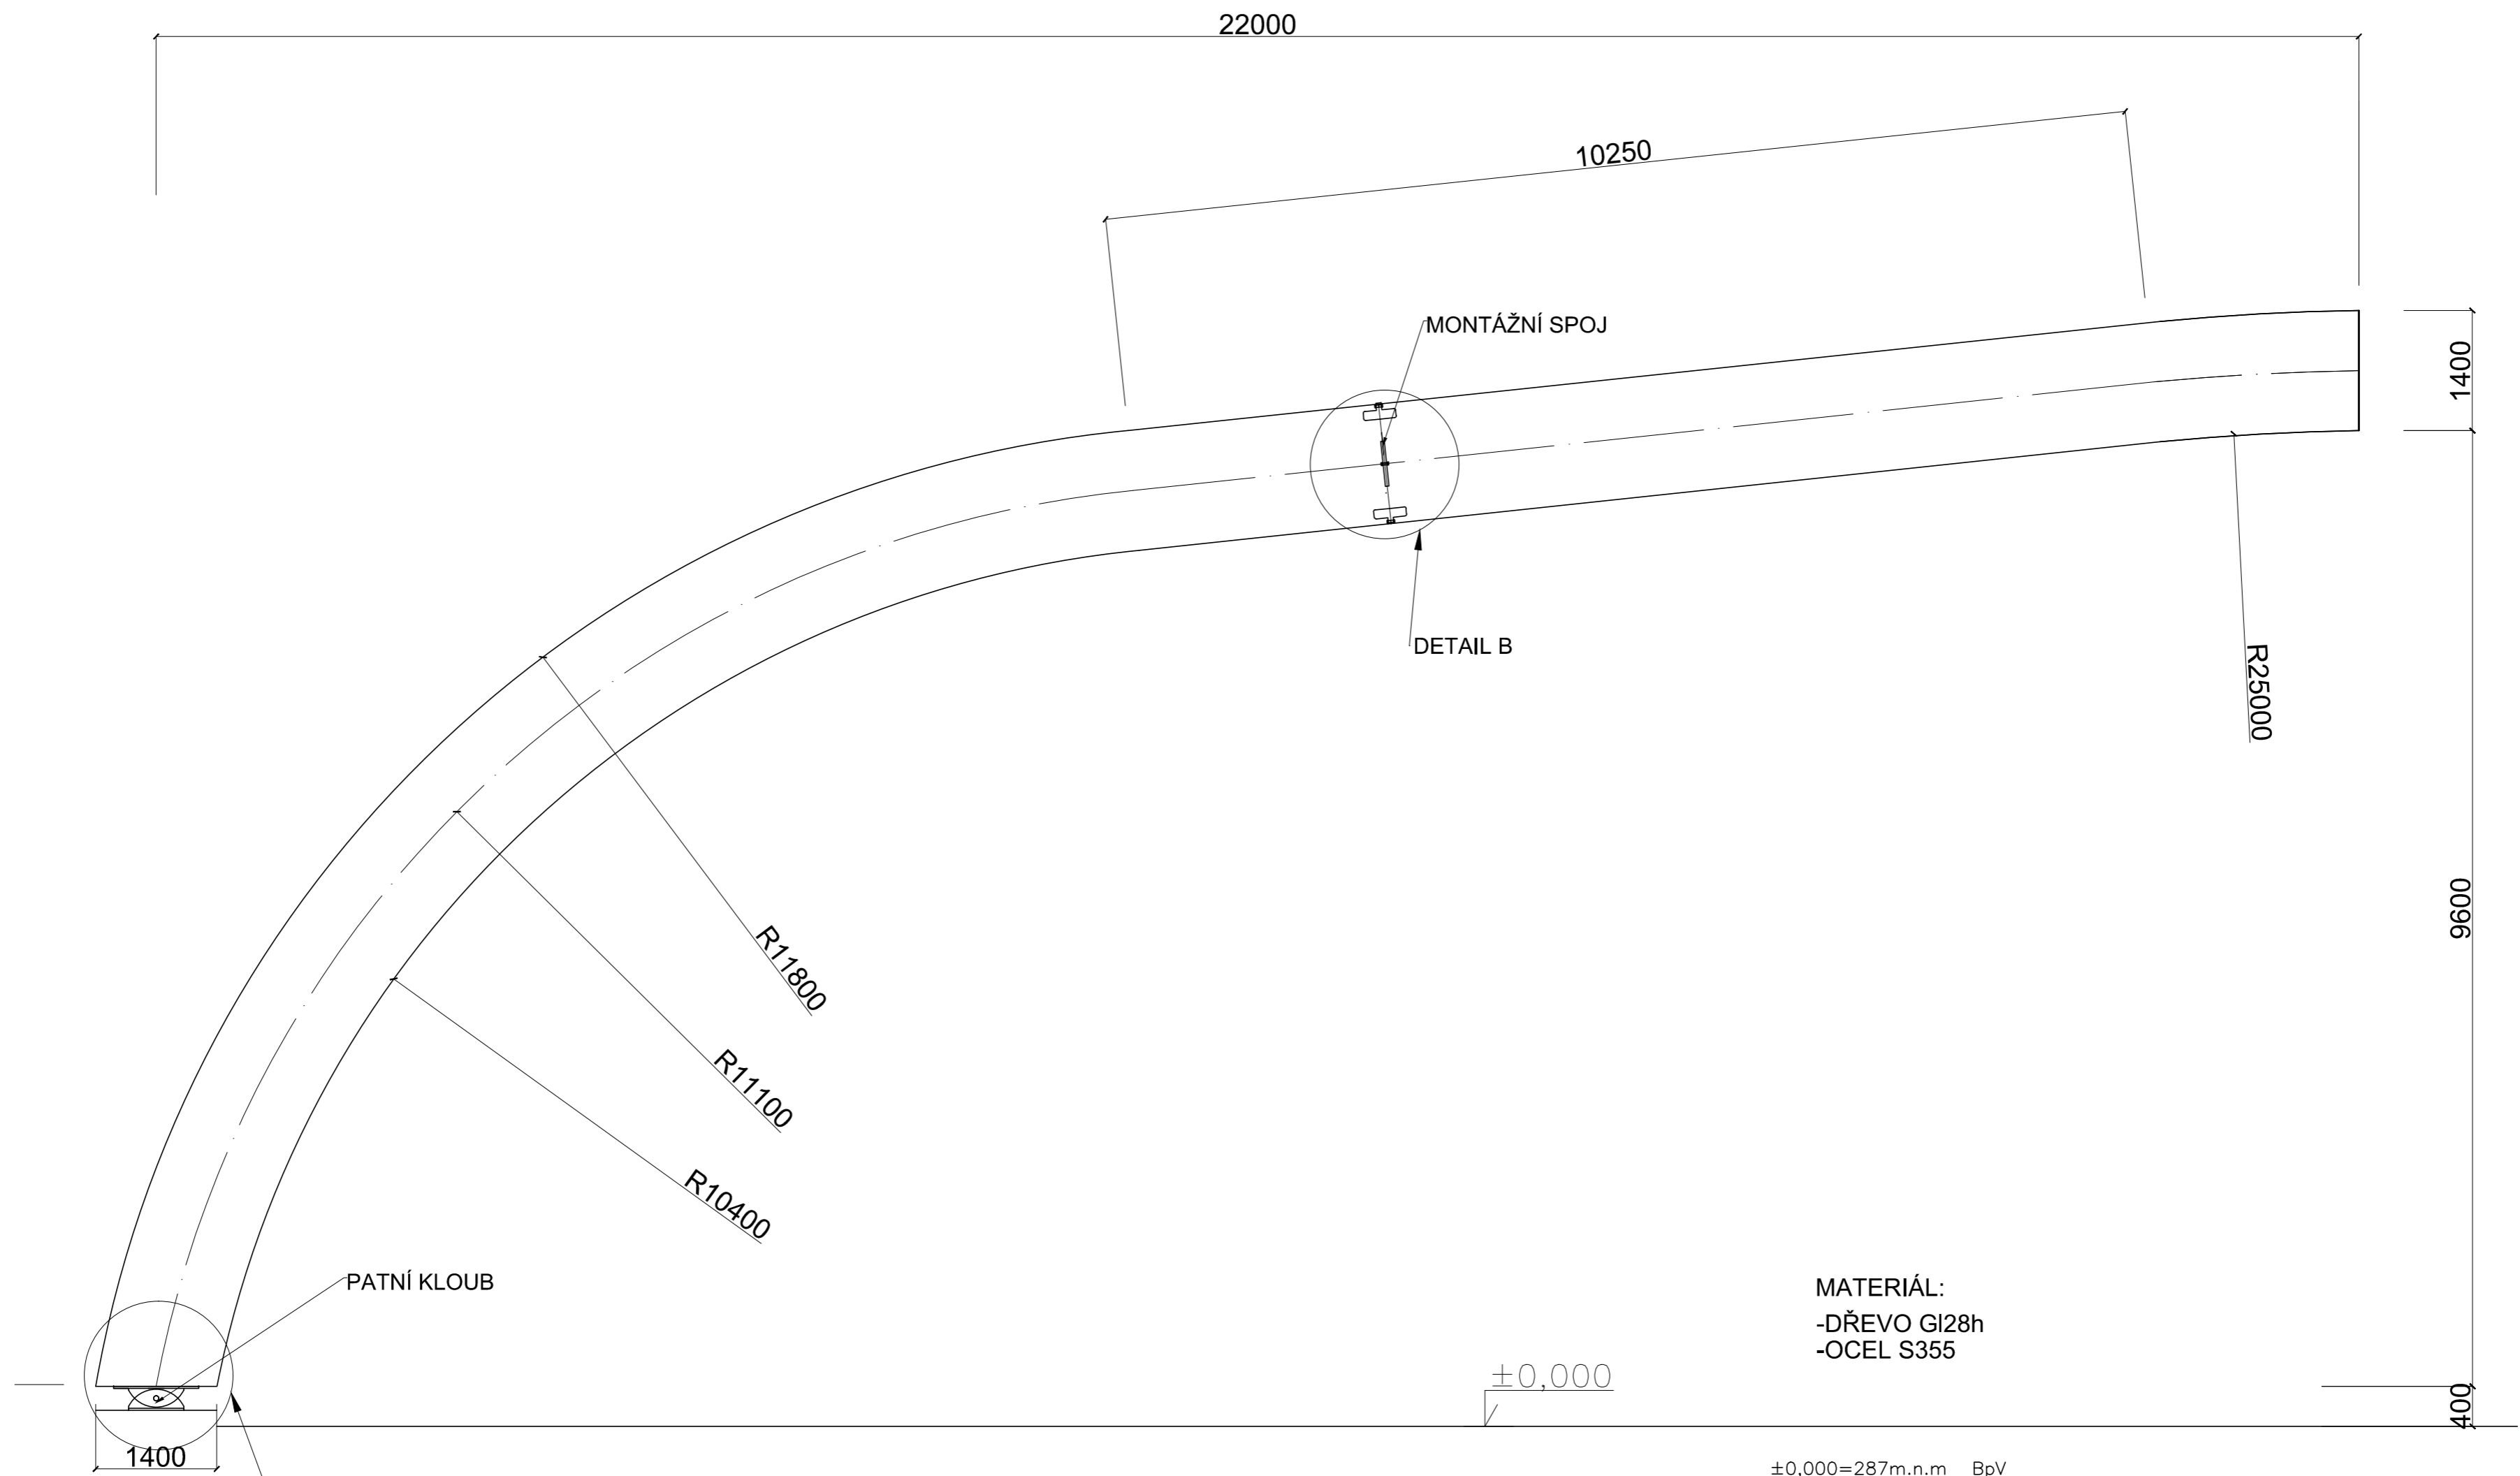 22000
10250
MONTÁŽNÍ SPOJ
1400
DETAIL B
R25000
9600
R11800
R11100
R10400
PATNÍ KLOUB
MATERIÁL:
-DŘEVO Gl28h
-OCEL S355
±0,000
400
1400
±0,000=287m.n.m BpV